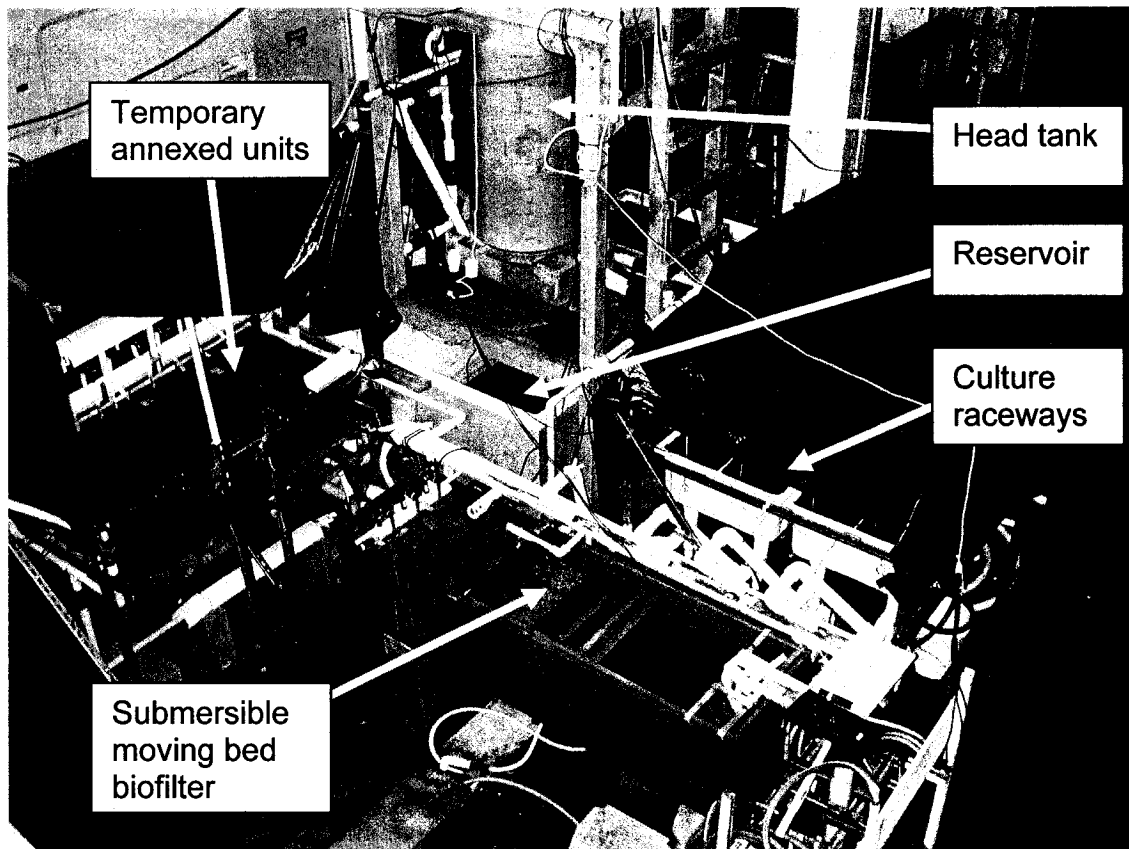 Temporary
annexed units
Head tank
Reservoir
Culture
raceways
Submersible
moving bed
biofilter